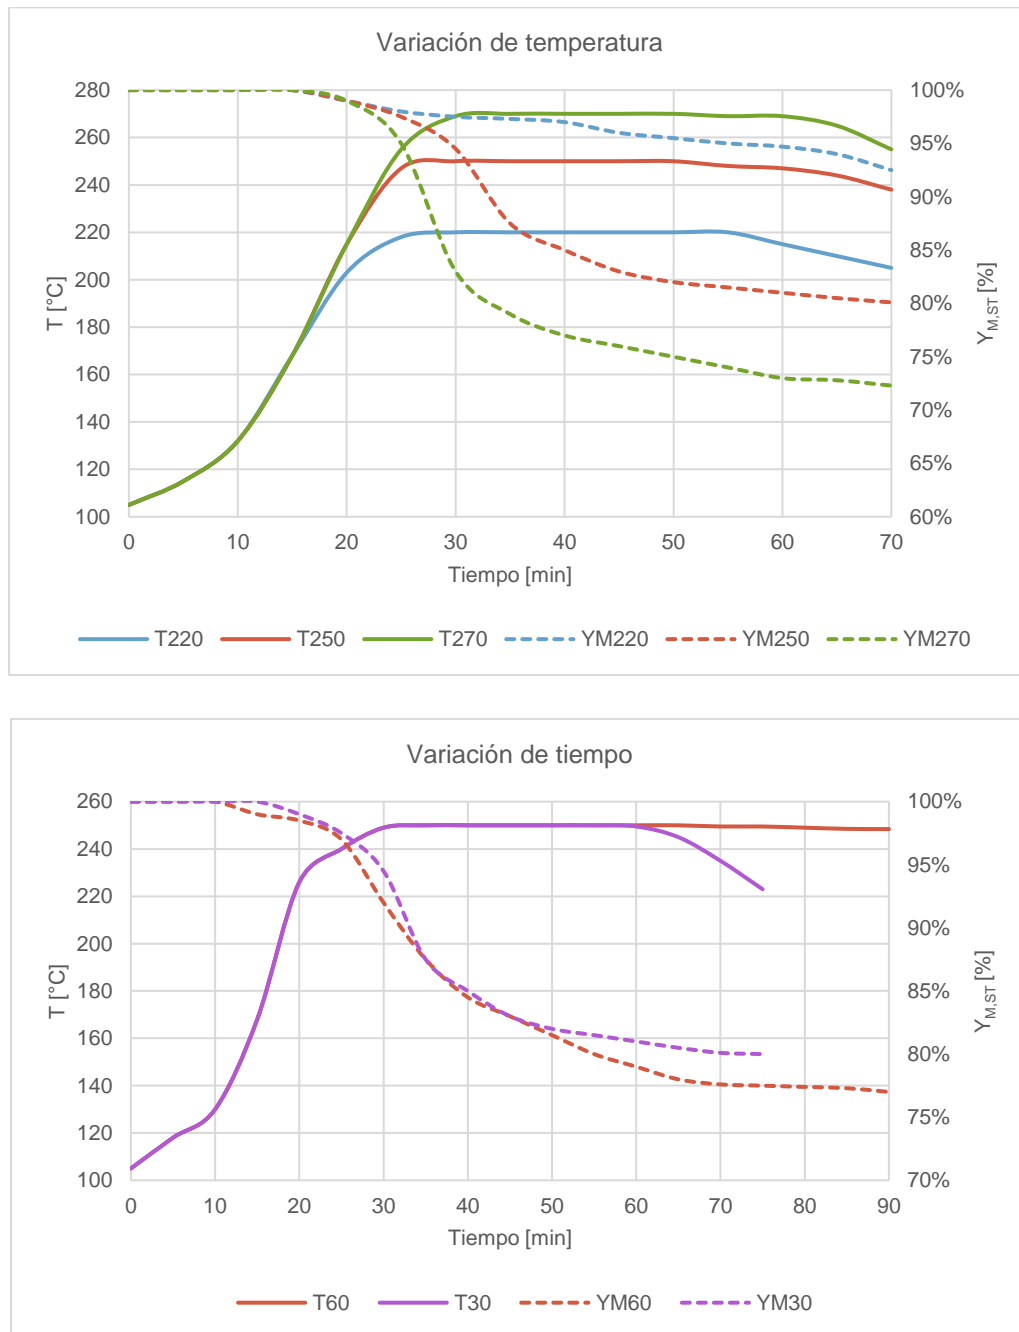 Variación de temperatura
280
260
240
220
200
180
160
140
120
100
T [°C]
100%
95%
90%
85%
80%
75%
70%
65%
60%
Y M,ST [%]
0 10 20 30 40 50 60 70
Tiempo [min]
T220 T250 T270 YM220 YM250 YM270
Variación de tiempo
260
240
220
200
180
160
140
120
100
T [°C]
100%
95%
90%
85%
80%
75%
70%
Y M,ST [%]
0 10 20 30 40 50 60 70 80 90
Tiempo [min]
T60 T30 YM60 YM30